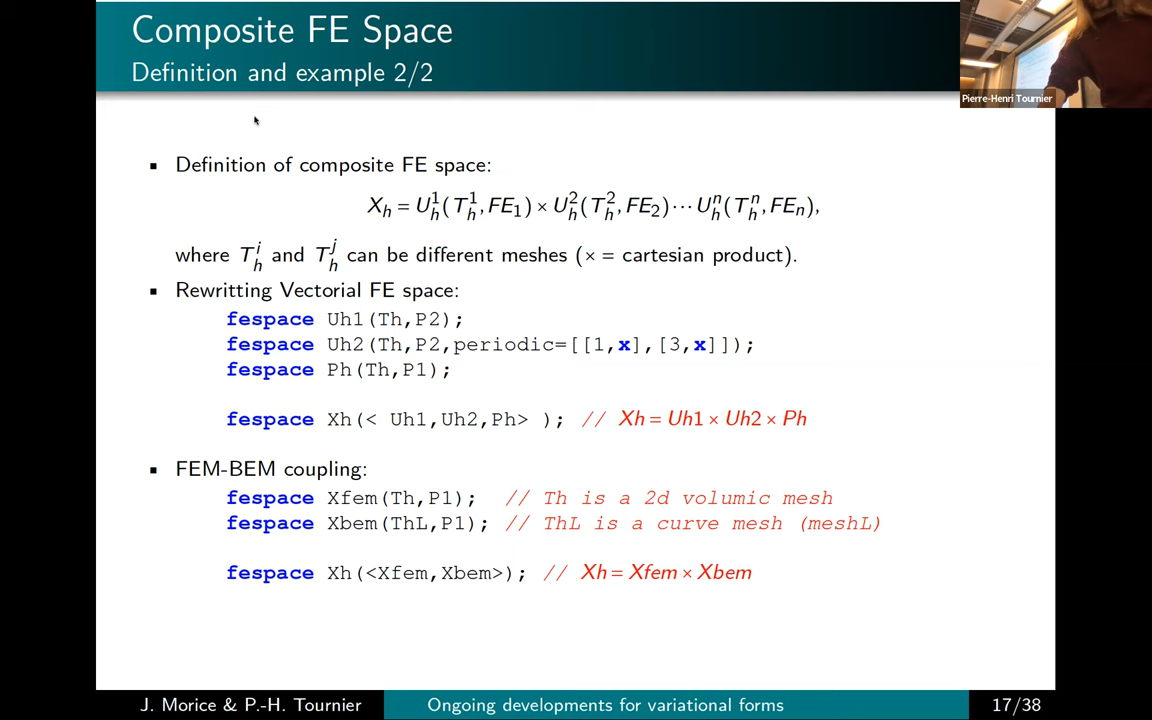 Composite FE Space
Definition and example 2/2
Pierre-Henri Tournier
▪ Definition of composite FE space:
X_h = U_h^1(T_h^1, FE_1) × U_h^2(T_h^2, FE_2) ⋯ U_h^n(T_h^n, FE_n),
where T_h^i and T_h^j can be different meshes (× = cartesian product).
▪ Rewritting Vectorial FE space:
fespace Uh1(Th,P2);
fespace Uh2(Th,P2,periodic=[[1,x],[3,x]]);
fespace Ph(Th,P1);
fespace Xh(< Uh1,Uh2,Ph> ); // Xh = Uh1 × Uh2 × Ph
▪ FEM-BEM coupling:
fespace Xfem(Th,P1); // Th is a 2d volumic mesh
fespace Xbem(ThL,P1); // ThL is a curve mesh (meshL)
fespace Xh(<Xfem,Xbem>); // Xh = Xfem × Xbem
J. Morice & P.-H. Tournier
Ongoing developments for variational forms
17/38